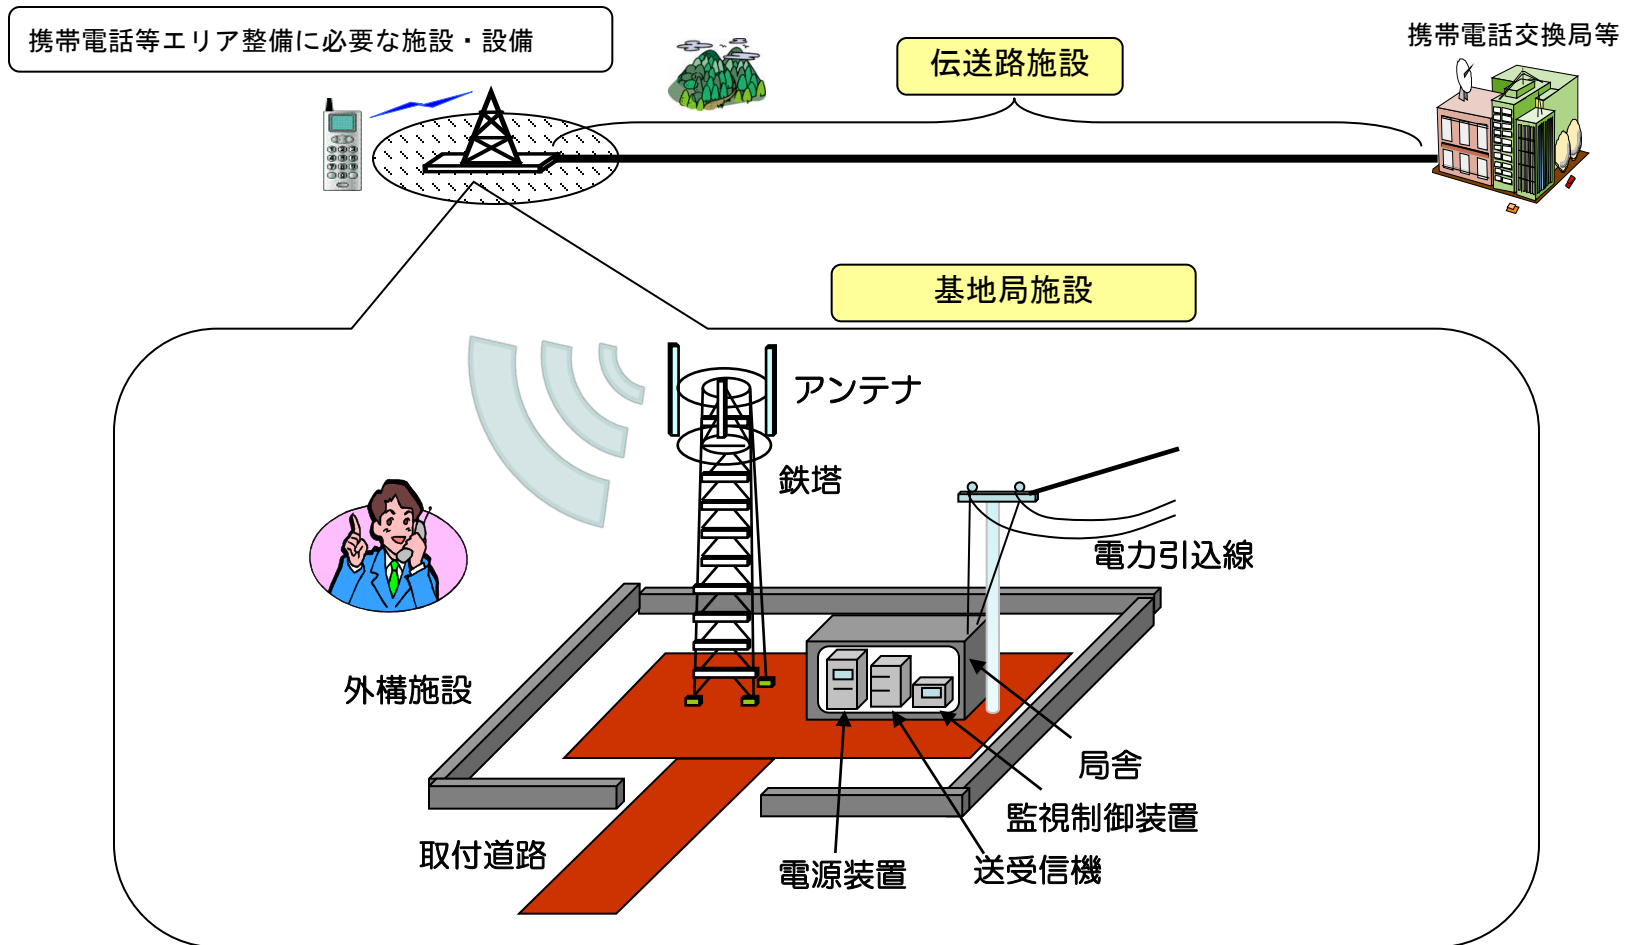 携帯電話等エリア整備に必要な施設・設備
携帯電話交換局等
伝送路施設
基地局施設
アンテナ
鉄塔
電力引込線
外構施設
局舎
監視制御装置
取付道路
電源装置
送受信機